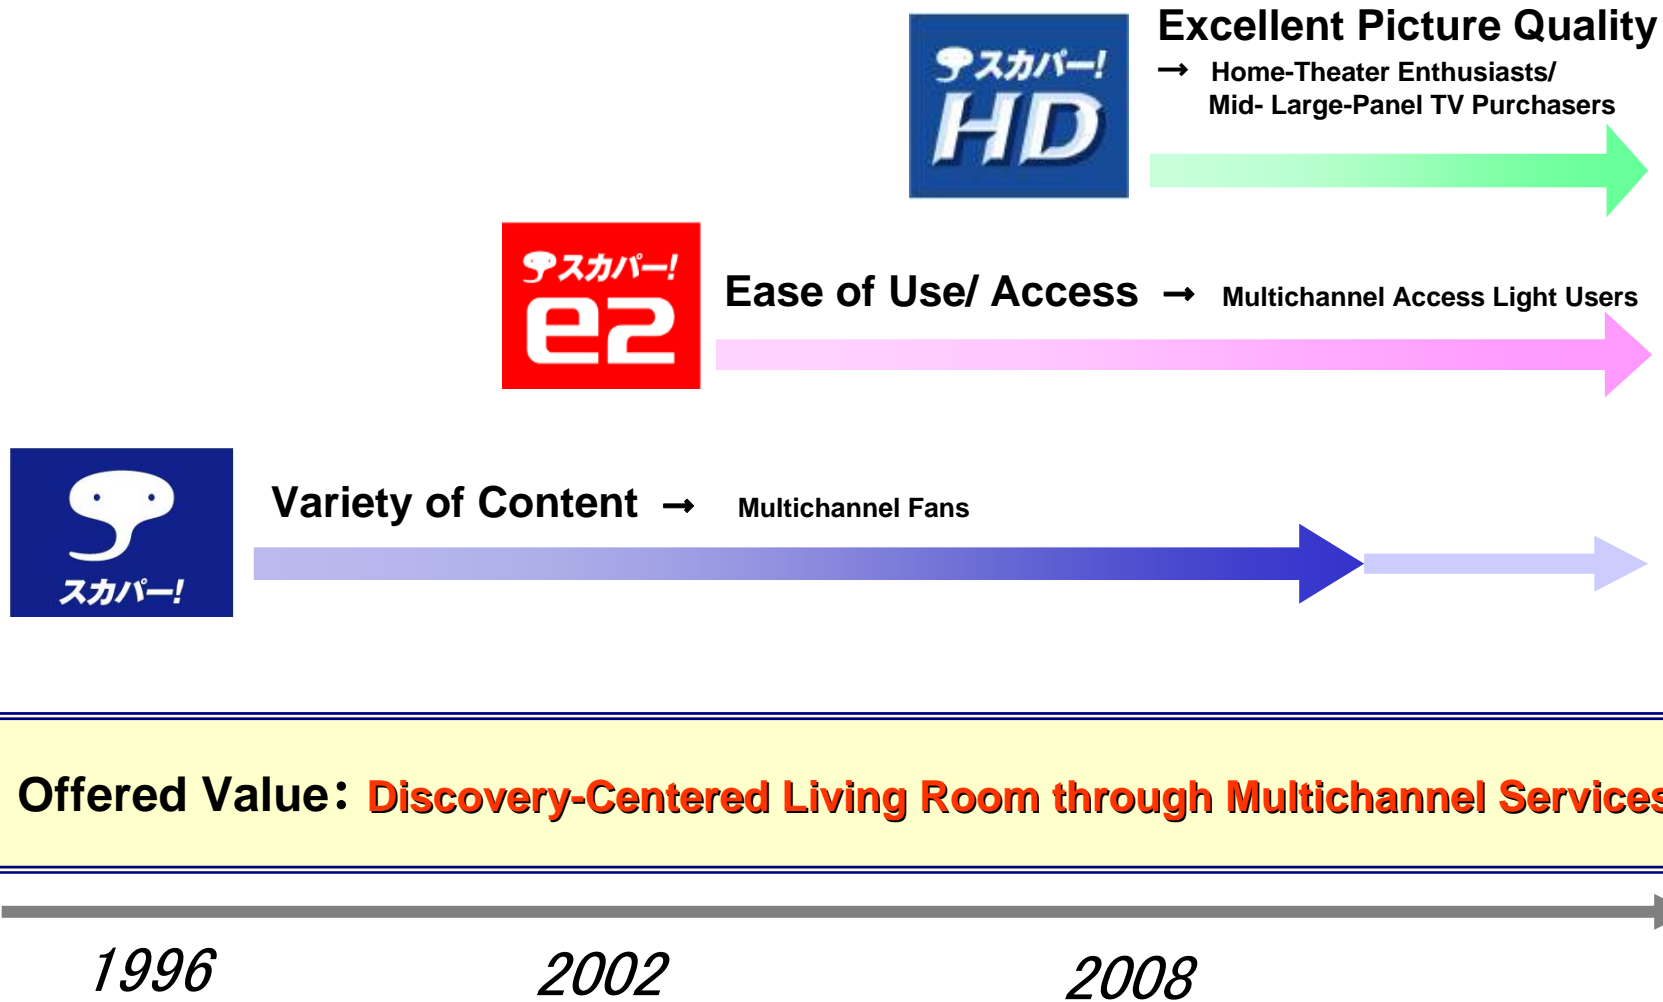 スカパー!
HD
Excellent Picture Quality
→ Home-Theater Enthusiasts/
Mid- Large-Panel TV Purchasers
スカパー!
e2
Ease of Use/ Access → Multichannel Access Light Users
スカパー!
Variety of Content → Multichannel Fans
Offered Value: Discovery-Centered Living Room through Multichannel Services
1996
2002
2008